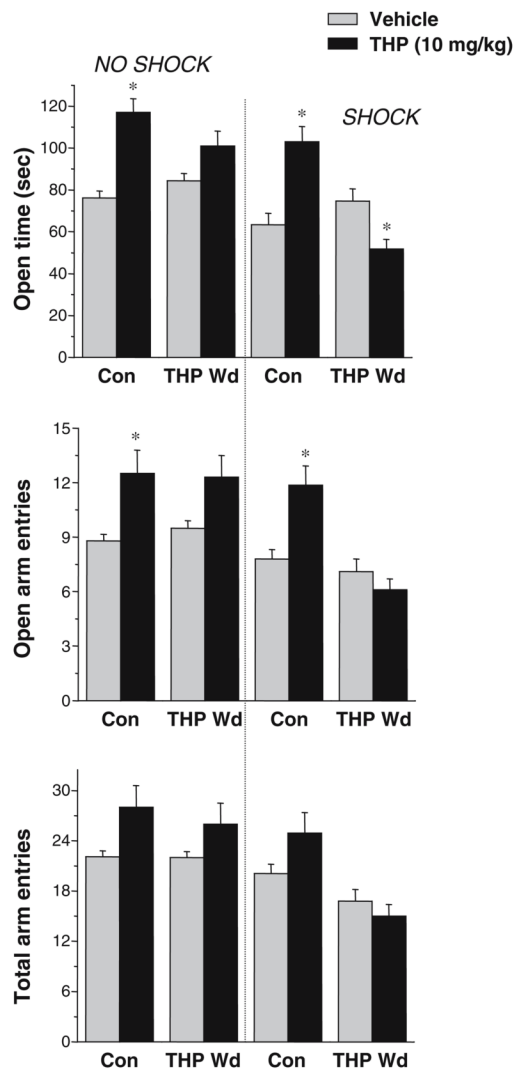 Vehicle
THP (10 mg/kg)
NO SHOCK
SHOCK
Open time (sec)
120
100
80
60
40
20
0
* * *
Con THP Wd Con THP Wd
Open arm entries
15
12
9
6
3
0
* *
Con THP Wd Con THP Wd
Total arm entries
30
24
18
12
6
0
Con THP Wd Con THP Wd